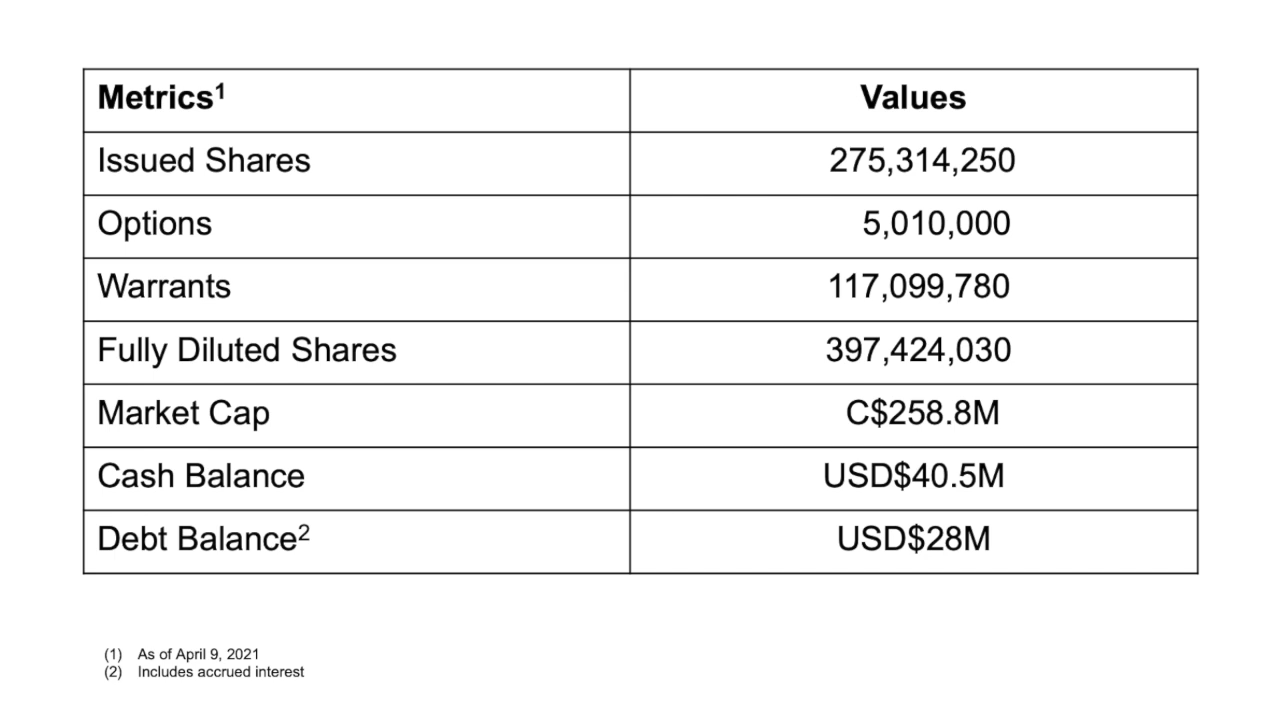 Metrics¹ Values
Issued Shares 275,314,250
Options 5,010,000
Warrants 117,099,780
Fully Diluted Shares 397,424,030
Market Cap C$258.8M
Cash Balance USD$40.5M
Debt Balance² USD$28M
(1) As of April 9, 2021
(2) Includes accrued interest